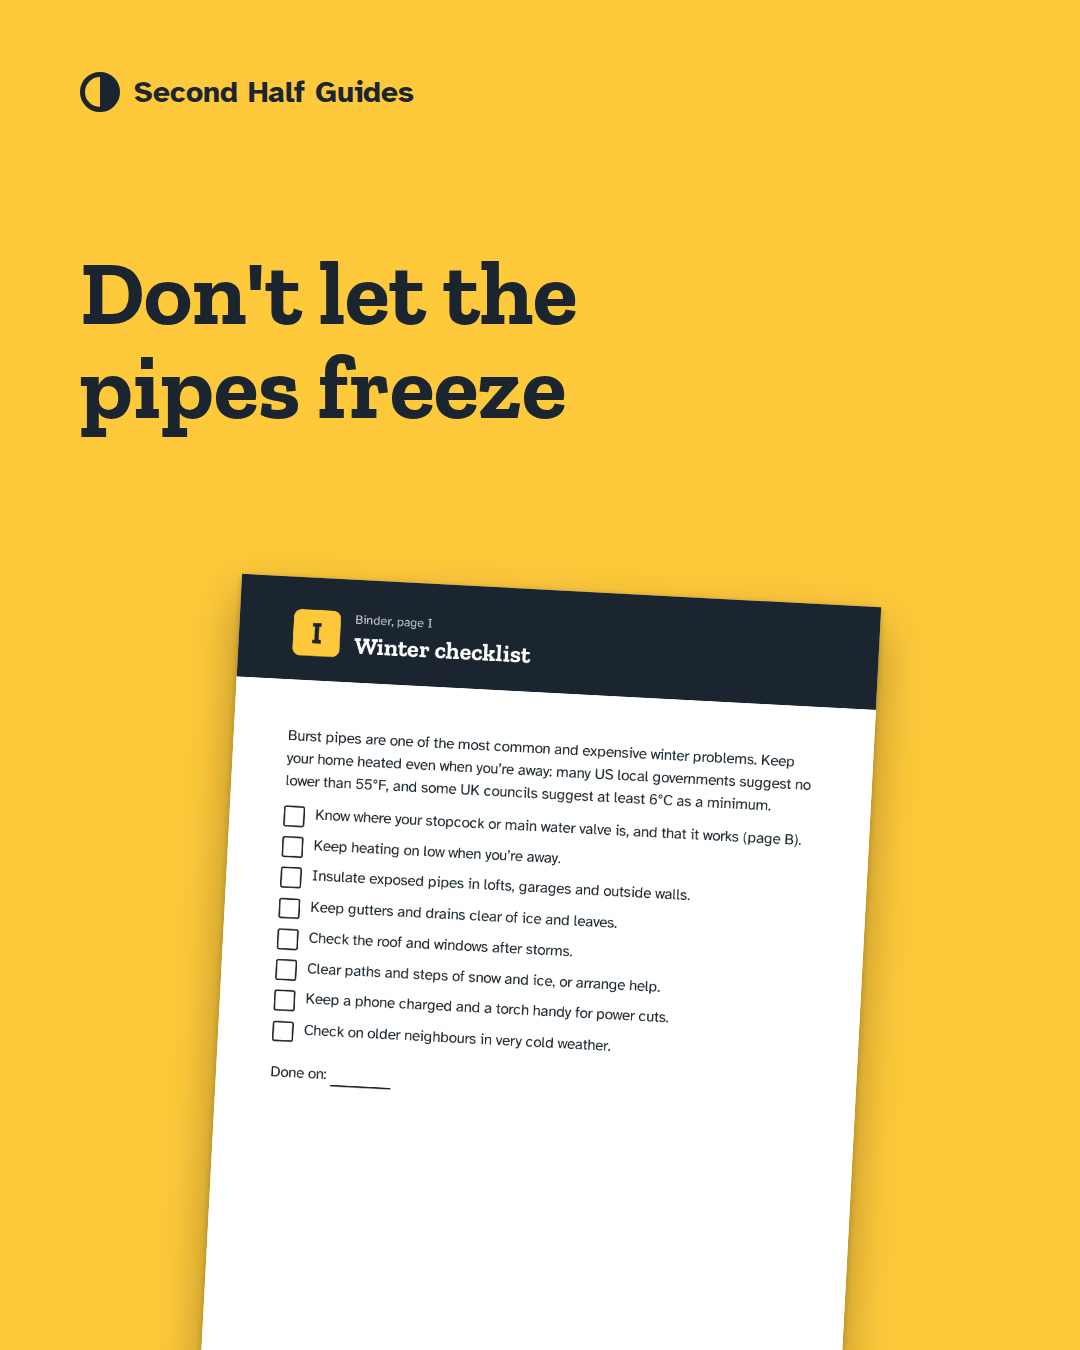 Second Half Guides
Don't let the
pipes freeze
I
Binder, page I
Winter checklist
Burst pipes are one of the most common and expensive winter problems. Keep
your home heated even when you’re away: many US local governments suggest no
lower than 55°F, and some UK councils suggest at least 6°C as a minimum.
Know where your stopcock or main water valve is, and that it works (page B).
Keep heating on low when you’re away.
Insulate exposed pipes in lofts, garages and outside walls.
Keep gutters and drains clear of ice and leaves.
Check the roof and windows after storms.
Clear paths and steps of snow and ice, or arrange help.
Keep a phone charged and a torch handy for power cuts.
Check on older neighbours in very cold weather.
Done on: ________